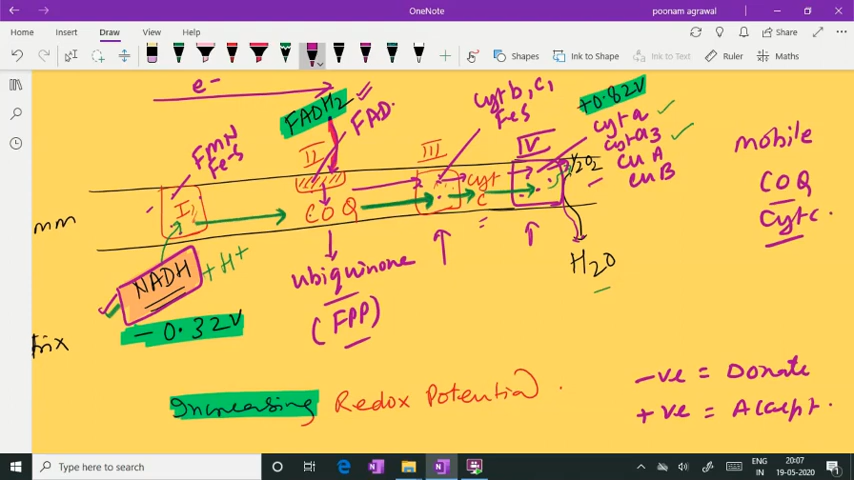 OneNote
poonam agrawal
Home Insert Draw View Help
Shapes
Ink to Shape
Ink to Text
Ruler
Maths
e-
FADH2
FAD.
cyt b, c1
FeS
+0.82V
cyt a
cyt a3
cu A
cu B
FMN
Fe-S
I
II
III
IV
1/2O2
COQ
cyt
c
mobile
COQ
Cyt c.
mm
NADH + H+
- 0.32V
ubiquinone
(FPP)
H2O
Increasing Redox Potential.
-ve = Donate
+ve = Accept.
Type here to search
ENG
IN
20:07
19-05-2020